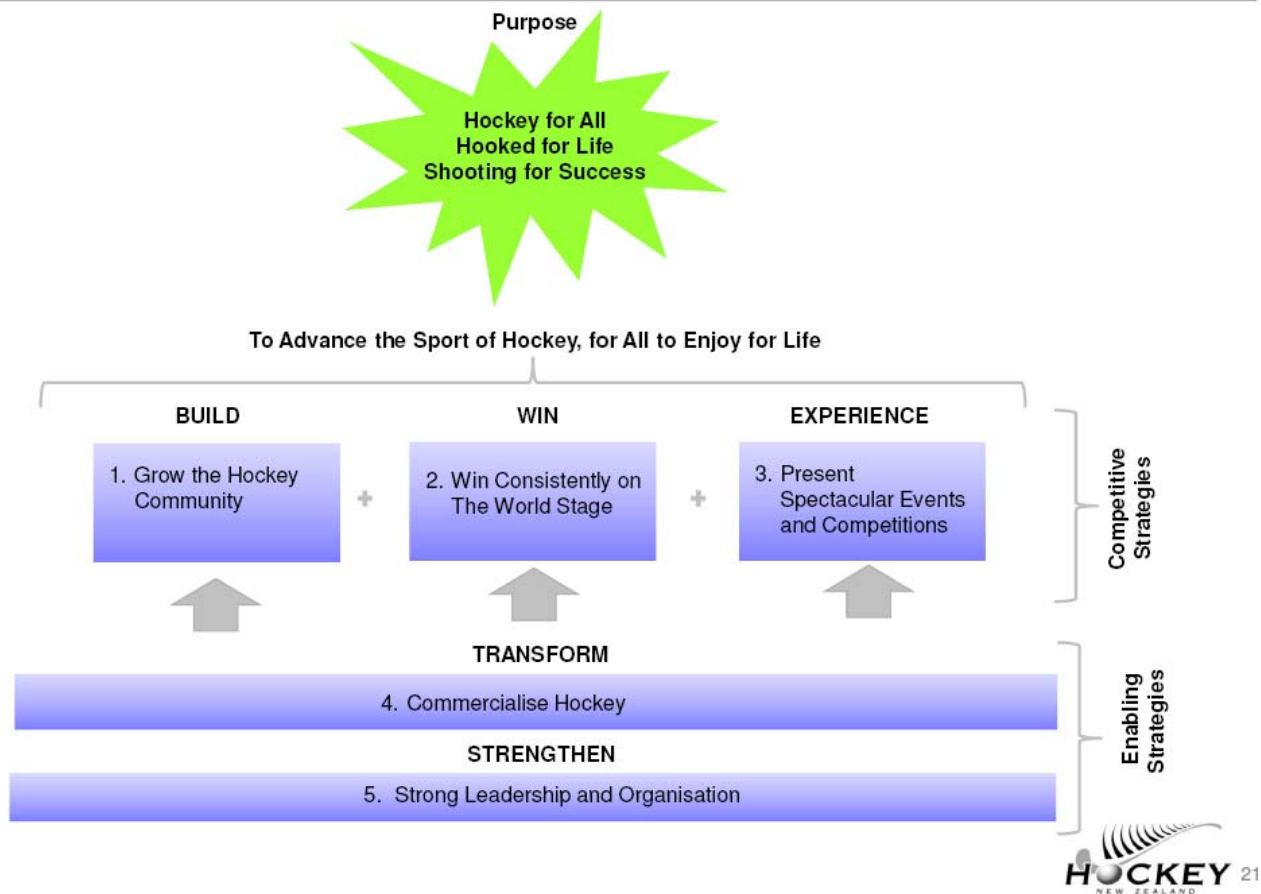 Purpose
Hockey for All
Hooked for Life
Shooting for Success
To Advance the Sport of Hockey, for All to Enjoy for Life
BUILD
WIN
EXPERIENCE
1. Grow the Hockey
Community
+
2. Win Consistently on
The World Stage
+
3. Present
Spectacular Events
and Competitions
Competitive
Strategies
TRANSFORM
4. Commercialise Hockey
STRENGTHEN
5. Strong Leadership and Organisation
Enabling
Strategies
HOCKEY
NEW ZEALAND
21